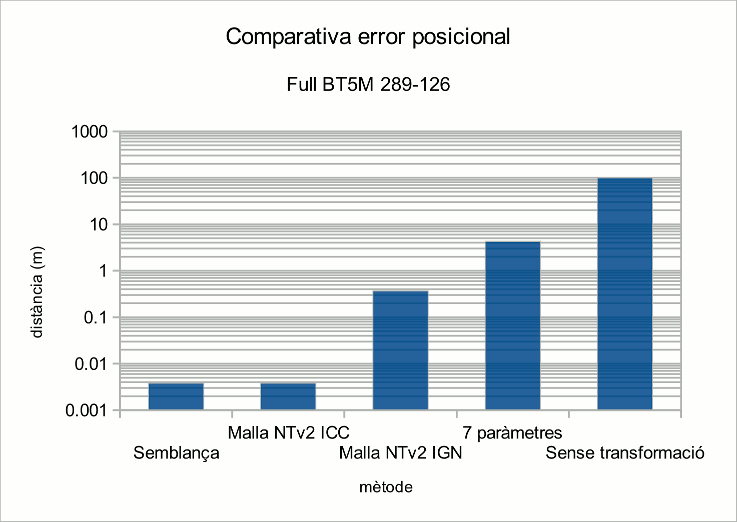 Comparativa error posicional
Full BT5M 289-126
1000
100
10
1
0.1
0.01
0.001
distància (m)
Malla NTv2 ICC
7 paràmetres
Semblança
Malla NTv2 IGN
Sense transformació
mètode